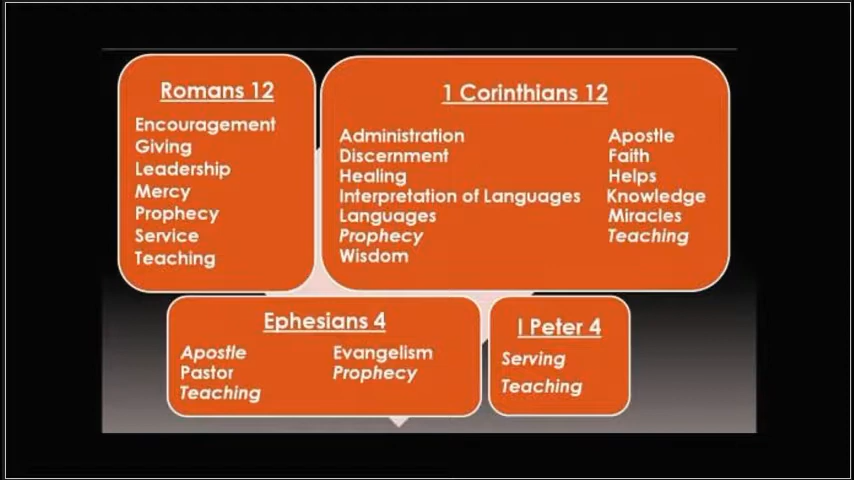 Romans 12
Encouragement
Giving
Leadership
Mercy
Prophecy
Service
Teaching
1 Corinthians 12
Administration
Discernment
Healing
Interpretation of Languages
Languages
Prophecy
Wisdom
Apostle
Faith
Helps
Knowledge
Miracles
Teaching
Ephesians 4
Apostle
Pastor
Teaching
Evangelism
Prophecy
I Peter 4
Serving
Teaching